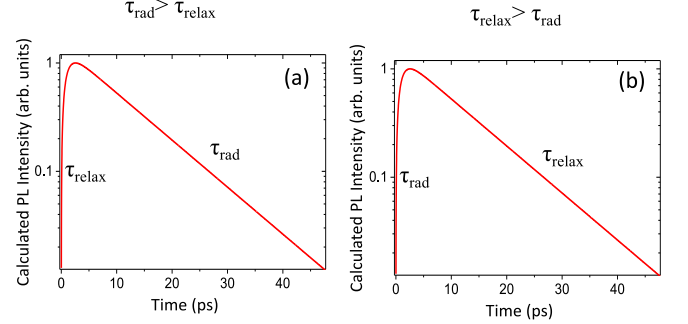 τrad> τrelax
τrelax> τrad
(a)
Calculated PL Intensity (arb. units)
1
0.1
τrelax
τrad
0 10 20 30 40
Time (ps)
(b)
Calculated PL Intensity (arb. units)
1
0.1
τrad
τrelax
0 10 20 30 40
Time (ps)